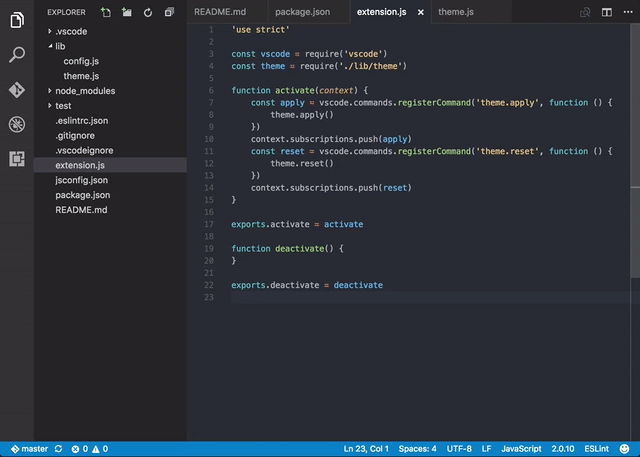 EXPLORER
.vscode
lib
config.js
theme.js
node_modules
test
.eslintrc.json
.gitignore
.vscodeignore
extension.js
jsconfig.json
package.json
README.md
README.md package.json extension.js theme.js
1 'use strict'
2
3 const vscode = require('vscode')
4 const theme = require('./lib/theme')
5
6 function activate(context) {
7 const apply = vscode.commands.registerCommand('theme.apply', function () {
8 theme.apply()
9 })
10 context.subscriptions.push(apply)
11 const reset = vscode.commands.registerCommand('theme.reset', function () {
12 theme.reset()
13 })
14 context.subscriptions.push(reset)
15 }
16
17 exports.activate = activate
18
19 function deactivate() {
20 }
21
22 exports.deactivate = deactivate
23
master 0 0 Ln 23, Col 1 Spaces: 4 UTF-8 LF JavaScript 2.0.10 ESLint